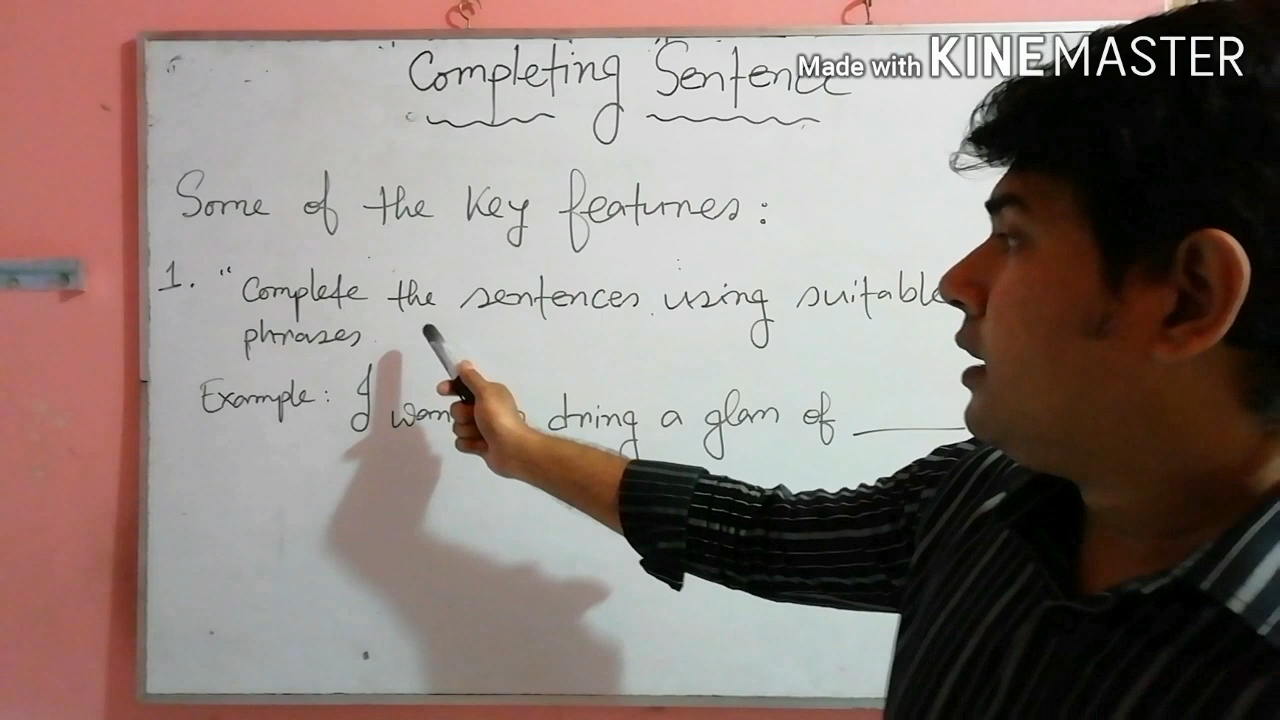 "Completing Sentence
Made with KINEMASTER
Some of the key features:
1. "Complete the sentences using suitable
phrases
Example: I dring a glass of